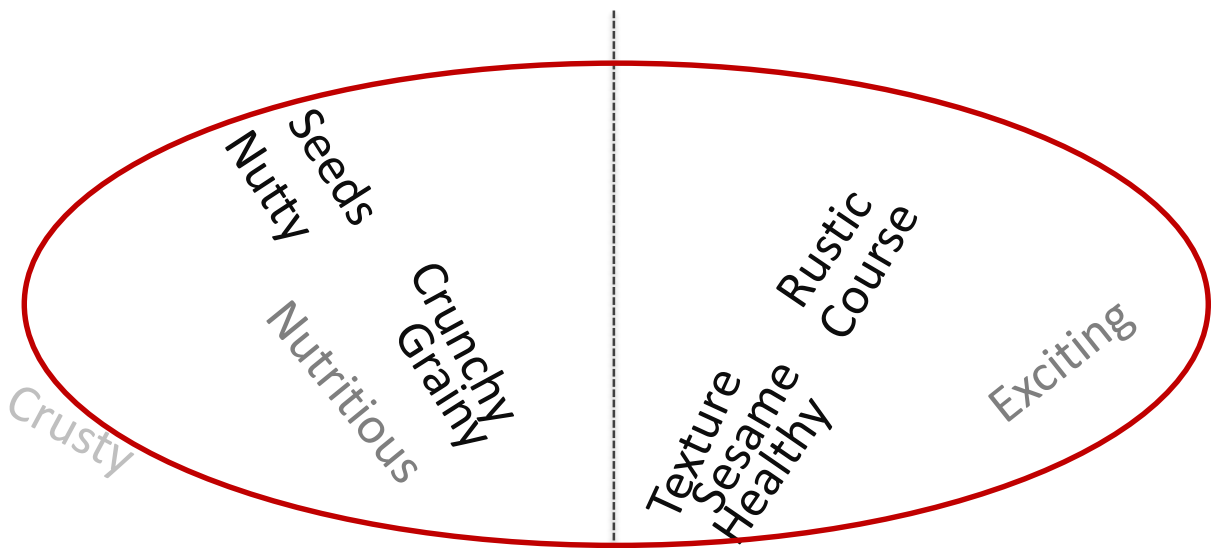 Seeds
Nutty
Crunchy
Grainy
Nutritious
Crusty
Rustic
Course
Texture
Sesame
Healthy
Exciting